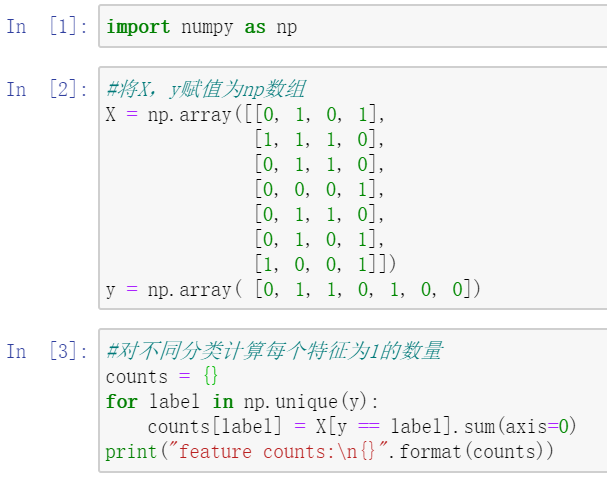 In [1]: import numpy as np
In [2]: #将X，y赋值为np数组
X = np.array([[0, 1, 0, 1],
[1, 1, 1, 0],
[0, 1, 1, 0],
[0, 0, 0, 1],
[0, 1, 1, 0],
[0, 1, 0, 1],
[1, 0, 0, 1]])
y = np.array( [0, 1, 1, 0, 1, 0, 0])
In [3]: #对不同分类计算每个特征为1的数量
counts = {}
for label in np.unique(y):
counts[label] = X[y == label].sum(axis=0)
print("feature counts:\n{}".format(counts))